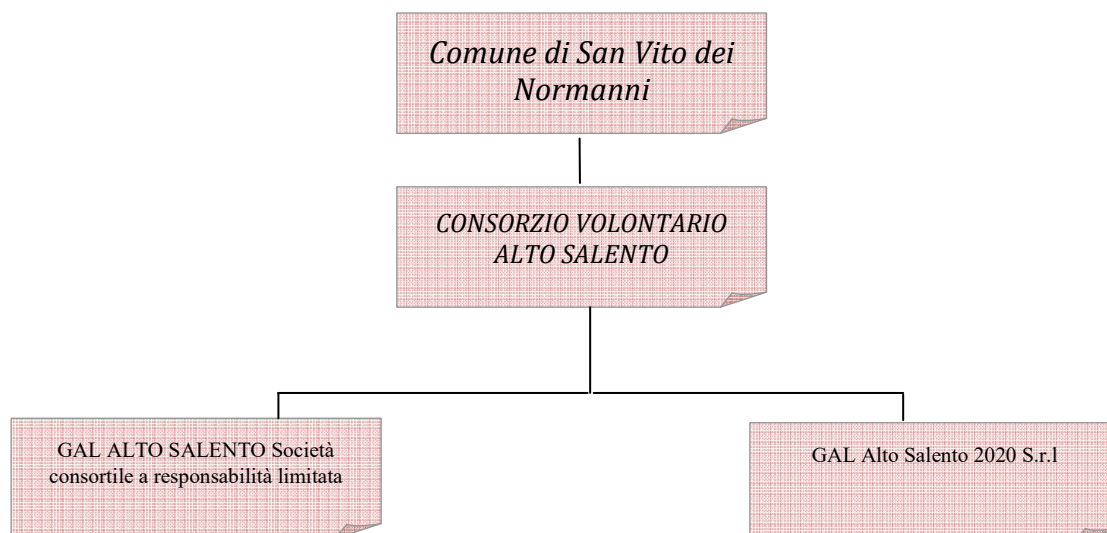 Comune di San Vito dei
Normanni
CONSORZIO VOLONTARIO
ALTO SALENTO
GAL ALTO SALENTO Società
consortile a responsabilità limitata
GAL Alto Salento 2020 S.r.l